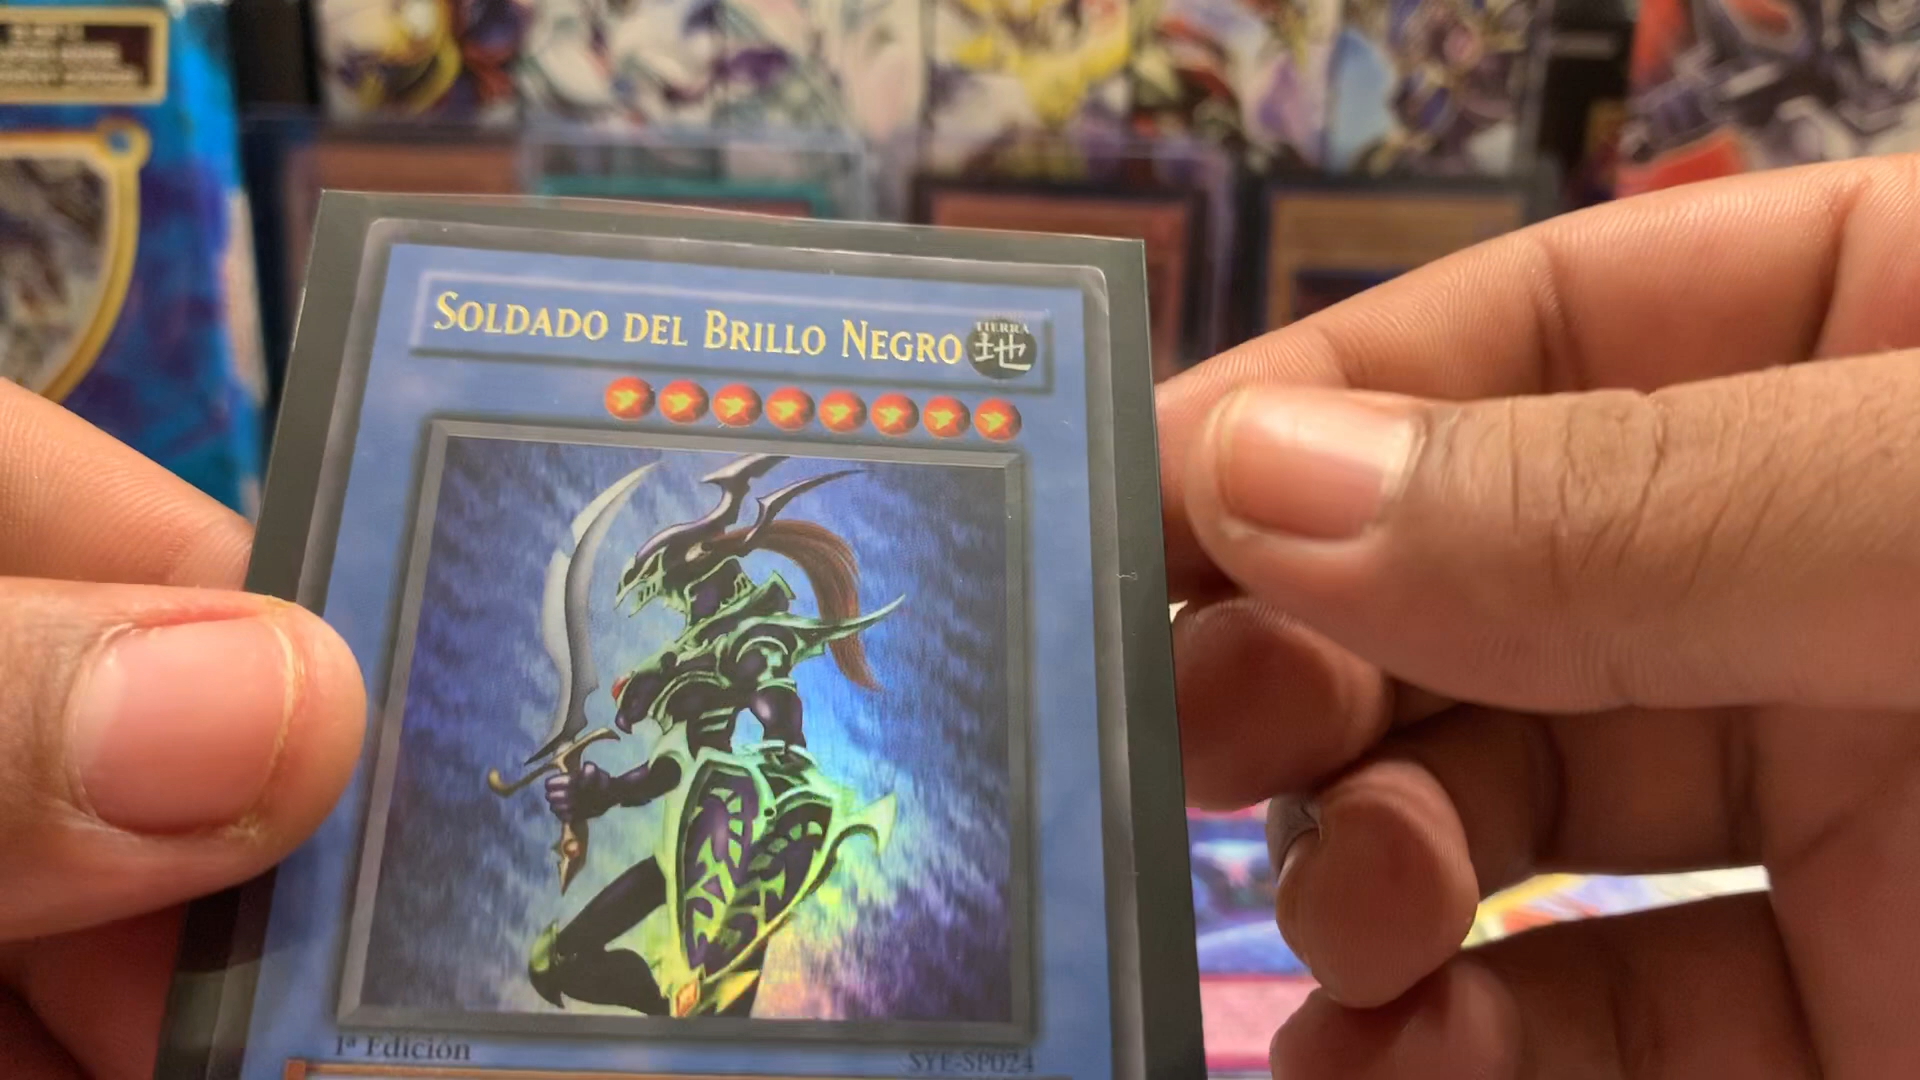 SOLDADO DEL BRILLO NEGRO
TIERRA
地
1ª Edición
SYE-SP024